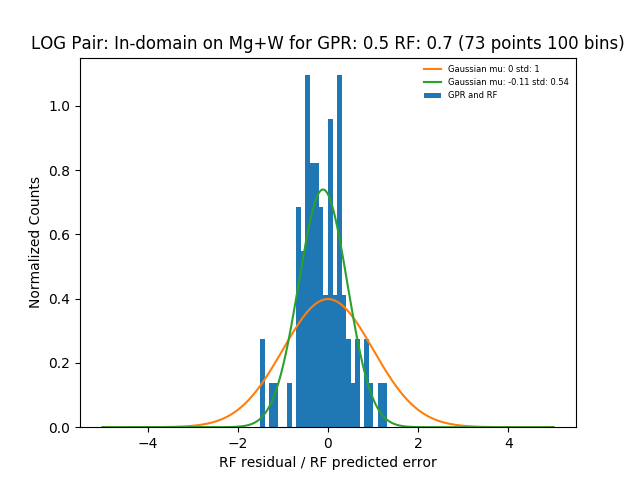 LOG Pair: In-domain on Mg+W for GPR: 0.5 RF: 0.7 (73 points 100 bins)
Gaussian mu: 0 std: 1
Gaussian mu: -0.11 std: 0.54
GPR and RF
Normalized Counts
1.0
0.8
0.6
0.4
0.2
0.0
−4
−2
0
2
4
RF residual / RF predicted error